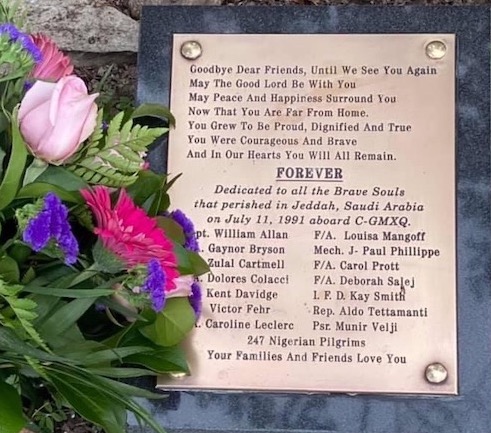 Goodbye Dear Friends, Until We See You Again
May The Good Lord Be With You
May Peace And Happiness Surround You
Now That You Are Far From Home.
You Grew To Be Proud, Dignified And True
You Were Courageous And Brave
And In Our Hearts You Will All Remain.
FOREVER
Dedicated to all the Brave Souls
that perished in Jeddah, Saudi Arabia
on July 11, 1991 aboard C-GMXQ.
pt. William Allan F/A. Louisa Mangoff
Gaynor Bryson Mech. J- Paul Phillippe
Zulal Cartmell F/A. Carol Prott
Dolores Colacci F/A. Deborah Salej
Kent Davidge I. F. D. Kay Smith
Victor Fehr Rep. Aldo Tettamanti
Caroline Leclerc Psr. Munir Velji
247 Nigerian Pilgrims
Your Families And Friends Love You